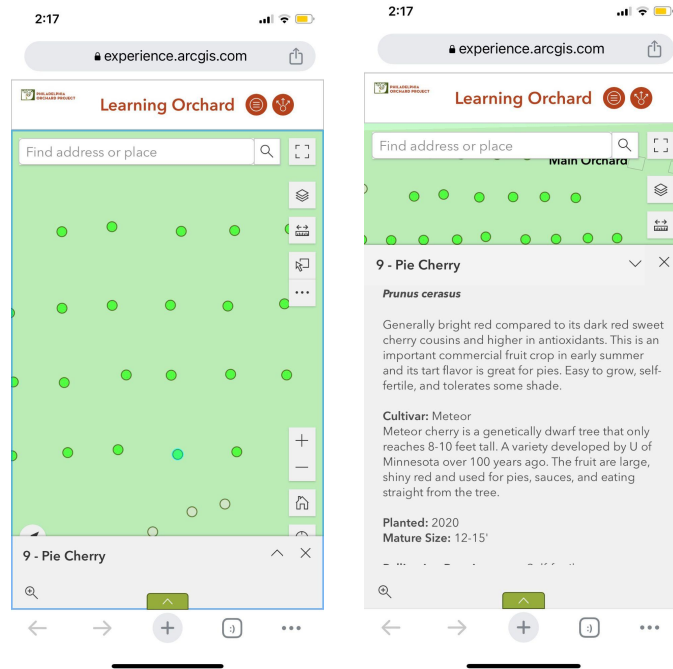 2:17
experience.arcgis.com
PHILADELPHIA
ORCHARD PROJECT
Learning Orchard
Find address or place
9 - Pie Cherry
:)
2:17
experience.arcgis.com
PHILADELPHIA
ORCHARD PROJECT
Learning Orchard
Find address or place
Main Orchard
9 - Pie Cherry
Prunus cerasus
Generally bright red compared to its dark red sweet
cherry cousins and higher in antioxidants. This is an
important commercial fruit crop in early summer
and its tart flavor is great for pies. Easy to grow, self-
fertile, and tolerates some shade.
Cultivar: Meteor
Meteor cherry is a genetically dwarf tree that only
reaches 8-10 feet tall. A variety developed by U of
Minnesota over 100 years ago. The fruit are large,
shiny red and used for pies, sauces, and eating
straight from the tree.
Planted: 2020
Mature Size: 12-15'
:)